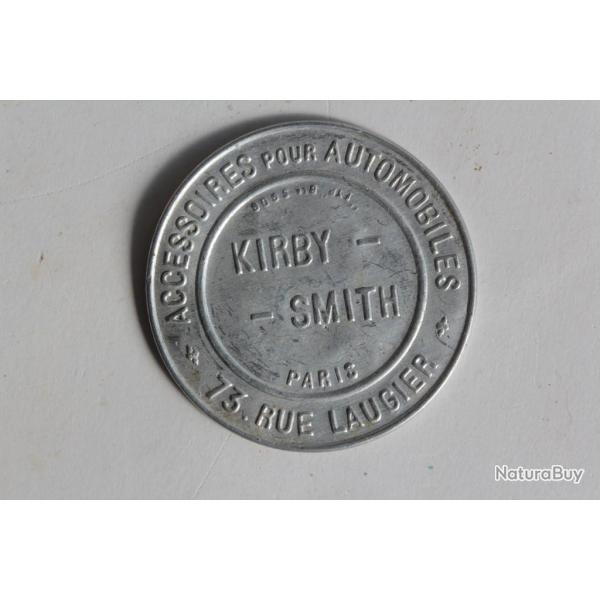 ACCESSOIRES POUR AUTOMOBILES
KIRBY -
- SMITH
PARIS
73. RUE LAUGIER
NaturaBuy